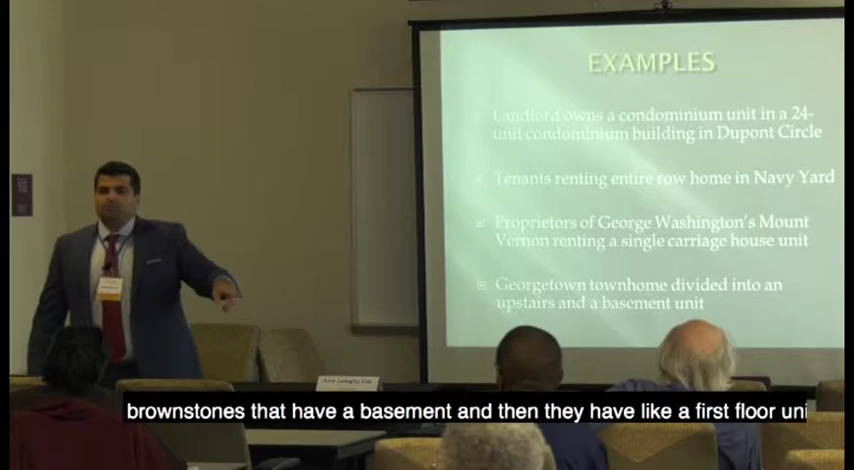 EXAMPLES
Landlord owns a condominium unit in a 24-
unit condominium building in Dupont Circle
Tenants renting entire row home in Navy Yard
Proprietors of George Washington's Mount
Vernon renting a single carriage house unit
Georgetown townhome divided into an
upstairs and a basement unit
brownstones that have a basement and then they have like a first floor uni